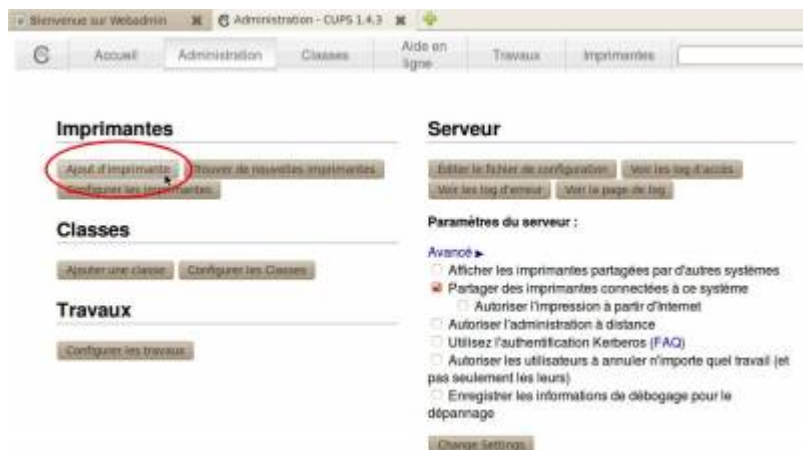 Bienvenue sur Webadmin
Administration - CUPS 1.4.3
Accueil
Administration
Classes
Aide en ligne
Travaux
Imprimantes
Imprimantes
Ajout d'imprimante
Trouver de nouvelles imprimantes
Configurer les imprimantes
Classes
Ajouter une classe
Configurer les Classes
Travaux
Configurer les travaux
Serveur
Editer le fichier de configuration
Voir les log d'accès
Voir les log d'erreur
Voir la page de log
Paramètres du serveur :
Avancé ▶
Afficher les imprimantes partagées par d'autres systèmes
Partager des imprimantes connectées à ce système
Autoriser l'impression à partir d'Internet
Autoriser l'administration à distance
Utilisez l'authentification Kerberos (FAQ)
Autoriser les utilisateurs à annuler n'importe quel travail (et
pas seulement les leurs)
Enregistrer les informations de débogage pour le
dépannage
Change Settings